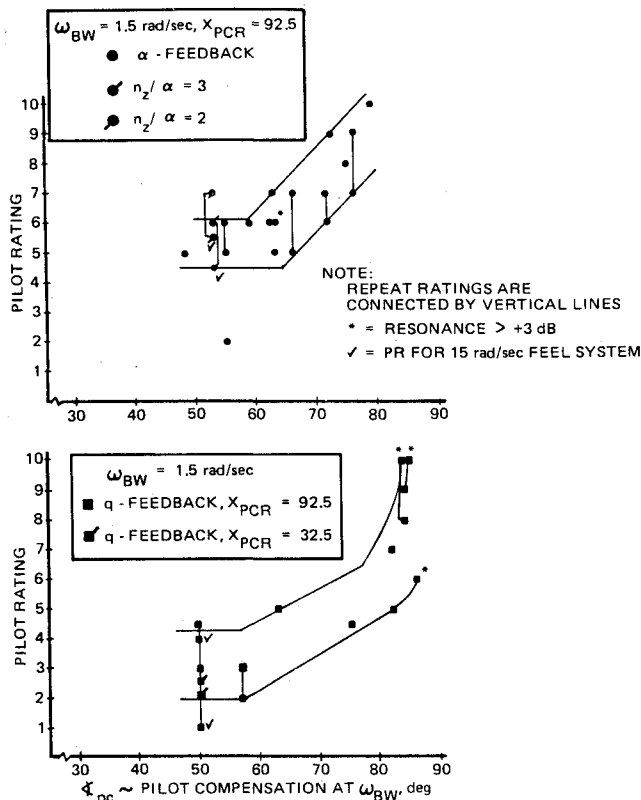 ω_BW = 1.5 rad/sec, X_PCR = 92.5
● α - FEEDBACK
n_z/ α = 3
n_z/ α = 2
PILOT RATING
10
9
8
7
6
5
4
3
2
1
*
✓
✓
NOTE:
REPEAT RATINGS ARE
CONNECTED BY VERTICAL LINES
* = RESONANCE > +3 dB
✓ = PR FOR 15 rad/sec FEEL SYSTEM
30 40 50 60 70 80 90
ω_BW = 1.5 rad/sec
■ q - FEEDBACK, X_PCR = 92.5
q - FEEDBACK, X_PCR = 32.5
PILOT RATING
10
9
8
7
6
5
4
3
2
1
* *
*
✓
✓
30 40 50 60 70 80 90
∡_pc ~ PILOT COMPENSATION AT ω_BW, deg